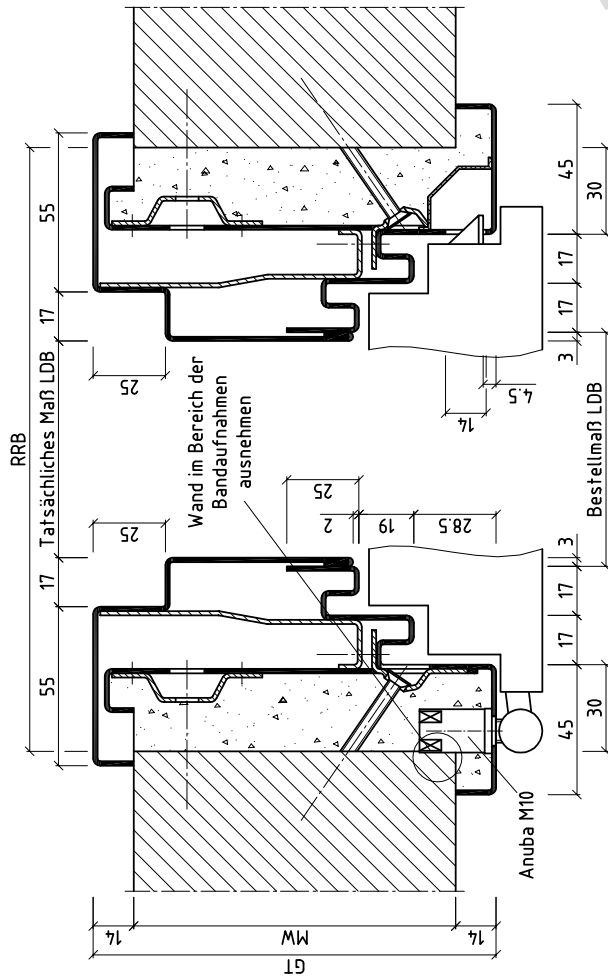 RRB
55
17
Tatsächliches Maß LDB
17
55
25
25
Wand im Bereich der
Bandaufnahmen
ausnehmen
25
2
19
28.5
14
4.5
3
17
17
45
30
Bestellmaß LDB
3
17
17
45
30
Anuba M10
14
MW
14
GT